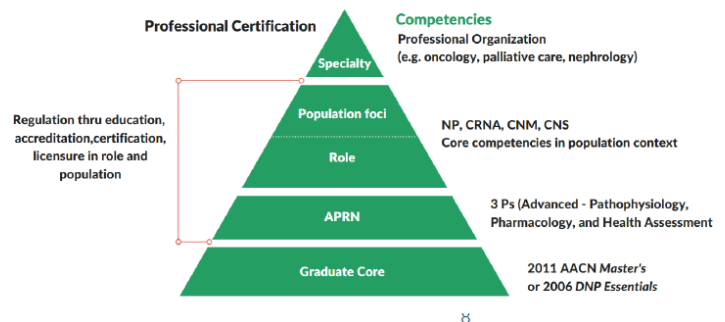 Professional Certification
Competencies
Professional Organization
(e.g. oncology, palliative care, nephrology)
Specialty
Regulation thru education,
accreditation,certification,
licensure in role and
population
Population foci
Role
NP, CRNA, CNM, CNS
Core competencies in population context
APRN
3 Ps (Advanced - Pathophysiology,
Pharmacology, and Health Assessment
Graduate Core
2011 AACN Master's
or 2006 DNP Essentials